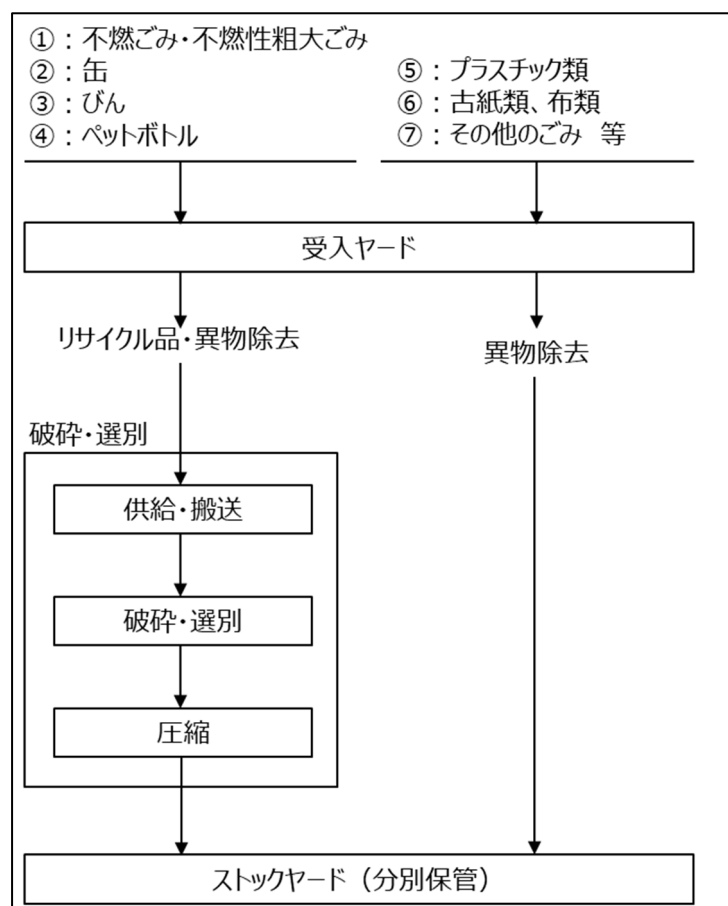 ①：不燃ごみ・不燃性粗大ごみ
②：缶
③：びん
④：ペットボトル
⑤：プラスチック類
⑥：古紙類、布類
⑦：その他のごみ　等
受入ヤード
リサイクル品・異物除去
異物除去
破砕・選別
供給・搬送
破砕・選別
圧縮
ストックヤード（分別保管）